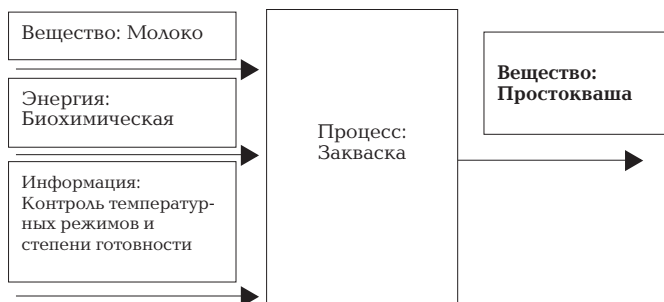 Вещество: Молоко
Энергия:
Биохимическая
Информация:
Контроль температур-
ных режимов и
степени готовности
Процесс:
Закваска
Вещество:
Простокваша